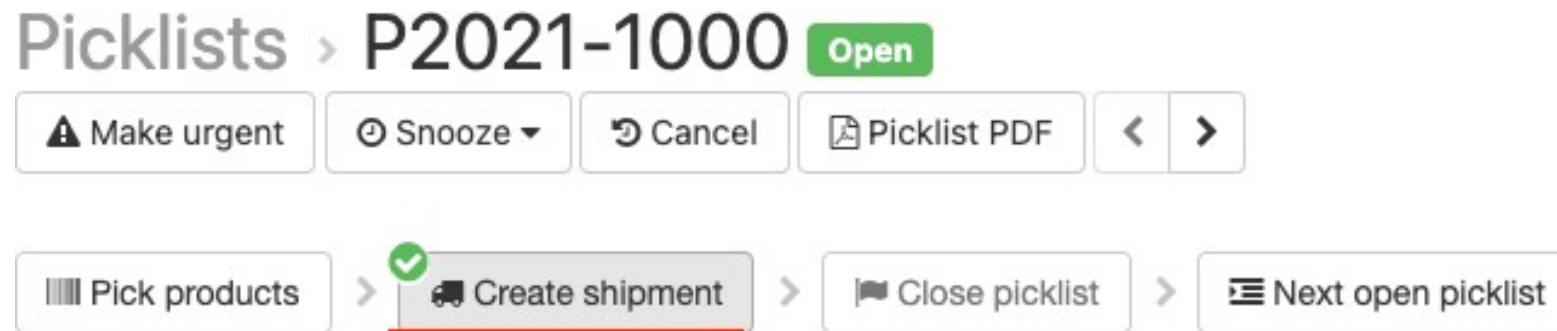 Picklists › P2021-1000 Open
Make urgent Snooze Cancel Picklist PDF
Pick products Create shipment Close picklist Next open picklist